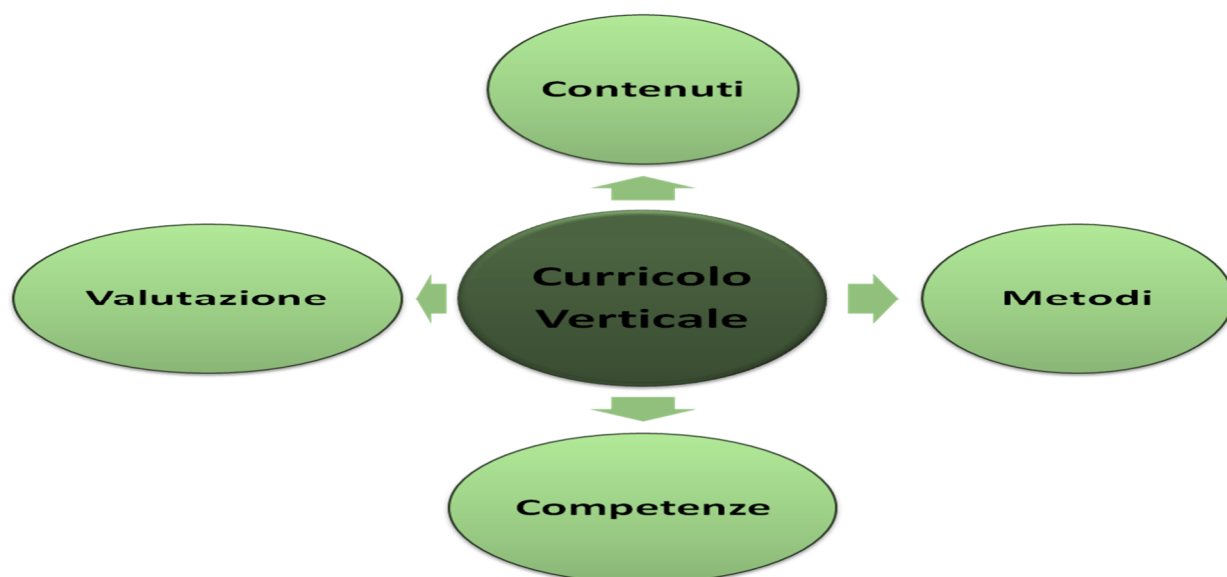 Contenuti
Valutazione
Curricolo
Verticale
Metodi
Competenze